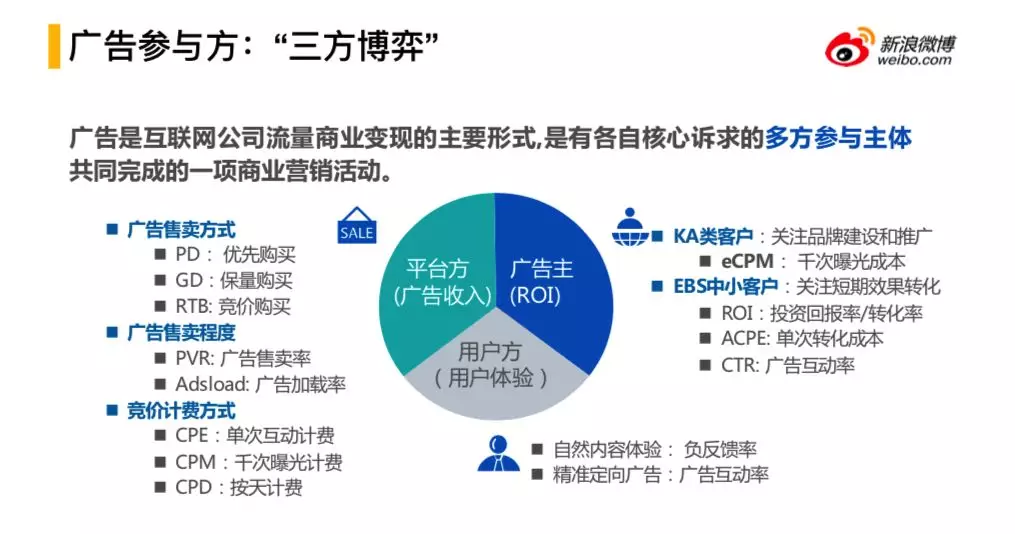 广告参与方：“三方博弈”
新浪微博
weibo.com
广告是互联网公司流量商业变现的主要形式,是有各自核心诉求的多方参与主体
共同完成的一项商业营销活动。
广告售卖方式
PD： 优先购买
GD：保量购买
RTB: 竞价购买
广告售卖程度
PVR: 广告售卖率
Adsload: 广告加载率
竞价计费方式
CPE：单次互动计费
CPM：千次曝光计费
CPD：按天计费
SALE
平台方
(广告收入)
广告主
(ROI)
用户方
（用户体验）
KA类客户：关注品牌建设和推广
eCPM： 千次曝光成本
EBS中小客户：关注短期效果转化
ROI：投资回报率/转化率
ACPE: 单次转化成本
CTR: 广告互动率
自然内容体验： 负反馈率
精准定向广告：广告互动率